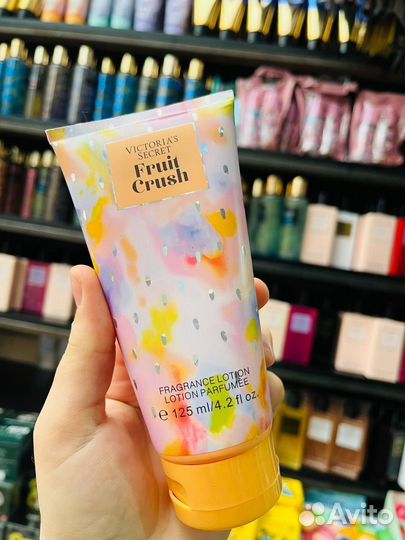 VICTORIA'S
SECRET
Fruit
Crush
FRAGRANCE LOTION
LOTION PARFUMÉE
℮ 125 ml/4.2 fl oz.
Avito